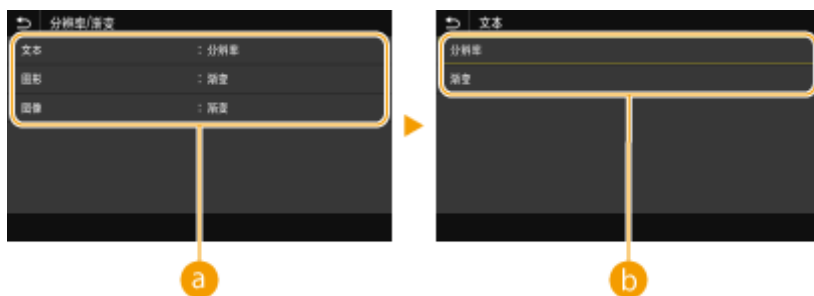 分辨率/渐变
文本 : 分辨率
图形 : 渐变
图像 : 渐变
a
文本
分辨率
渐变
b